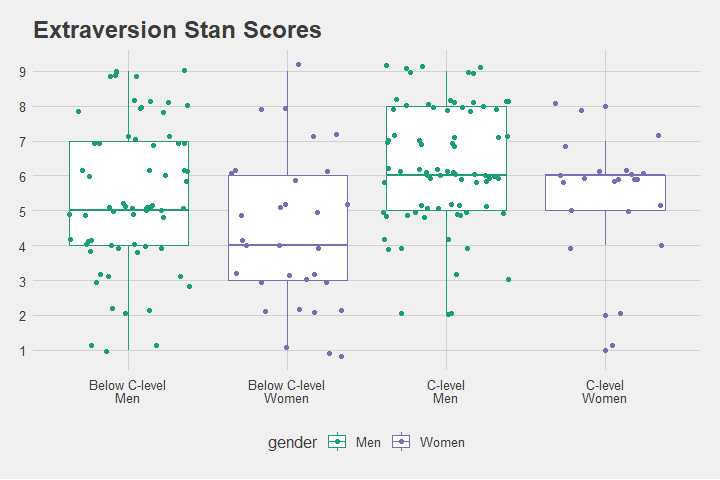 Extraversion Stan Scores
9
8
7
6
5
4
3
2
1
Below C-level
Men
Below C-level
Women
C-level
Men
C-level
Women
gender Men Women